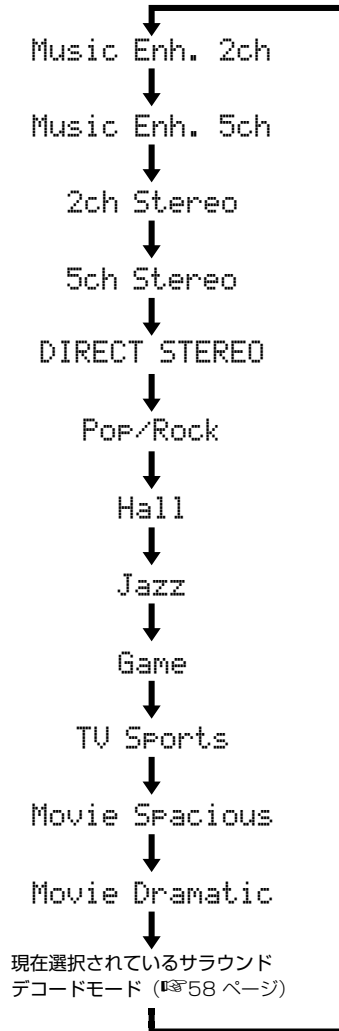 Music Enh. 2ch
Music Enh. 5ch
2ch Stereo
5ch Stereo
DIRECT STEREO
Pop/Rock
Hall
Jazz
Game
TV Sports
Movie Spacious
Movie Dramatic
現在選択されているサラウンド
デコードモード（☞58 ページ）